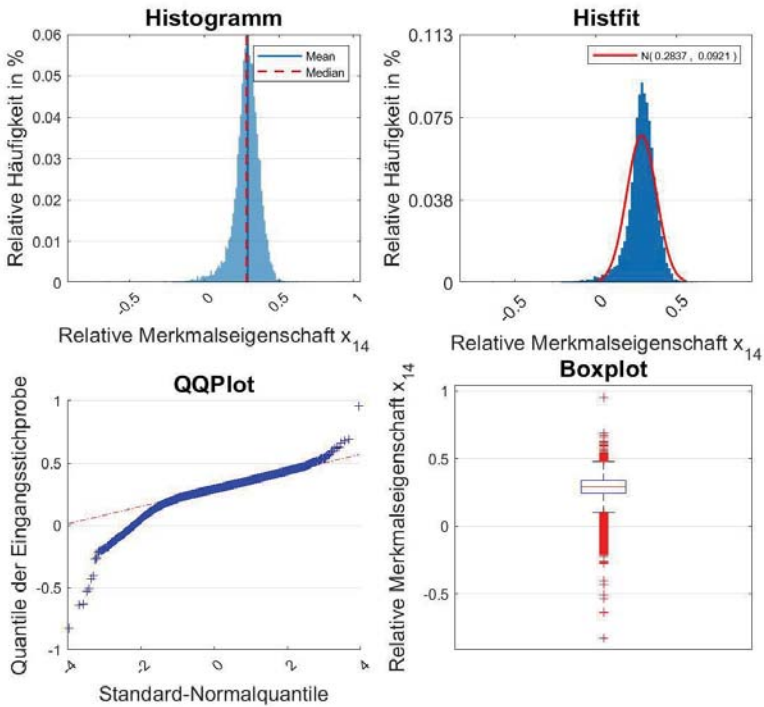 Histogramm
0.06
0.05
0.04
0.03
0.02
0.01
0
Relative Häufigkeit in %
Mean
Median
-0.5
0
0.5
1
Relative Merkmalseigenschaft x14
Histfit
0.113
0.075
0.038
0
Relative Häufigkeit in %
N( 0.2837 , 0.0921 )
-0.5
0
0.5
Relative Merkmalseigenschaft x14
QQPlot
1
0.5
0
-0.5
-1
Quantile der Eingangsstichprobe
-4
-2
0
2
4
Standard-Normalquantile
Boxplot
1
0.5
0
-0.5
Relative Merkmalseigenschaft x14